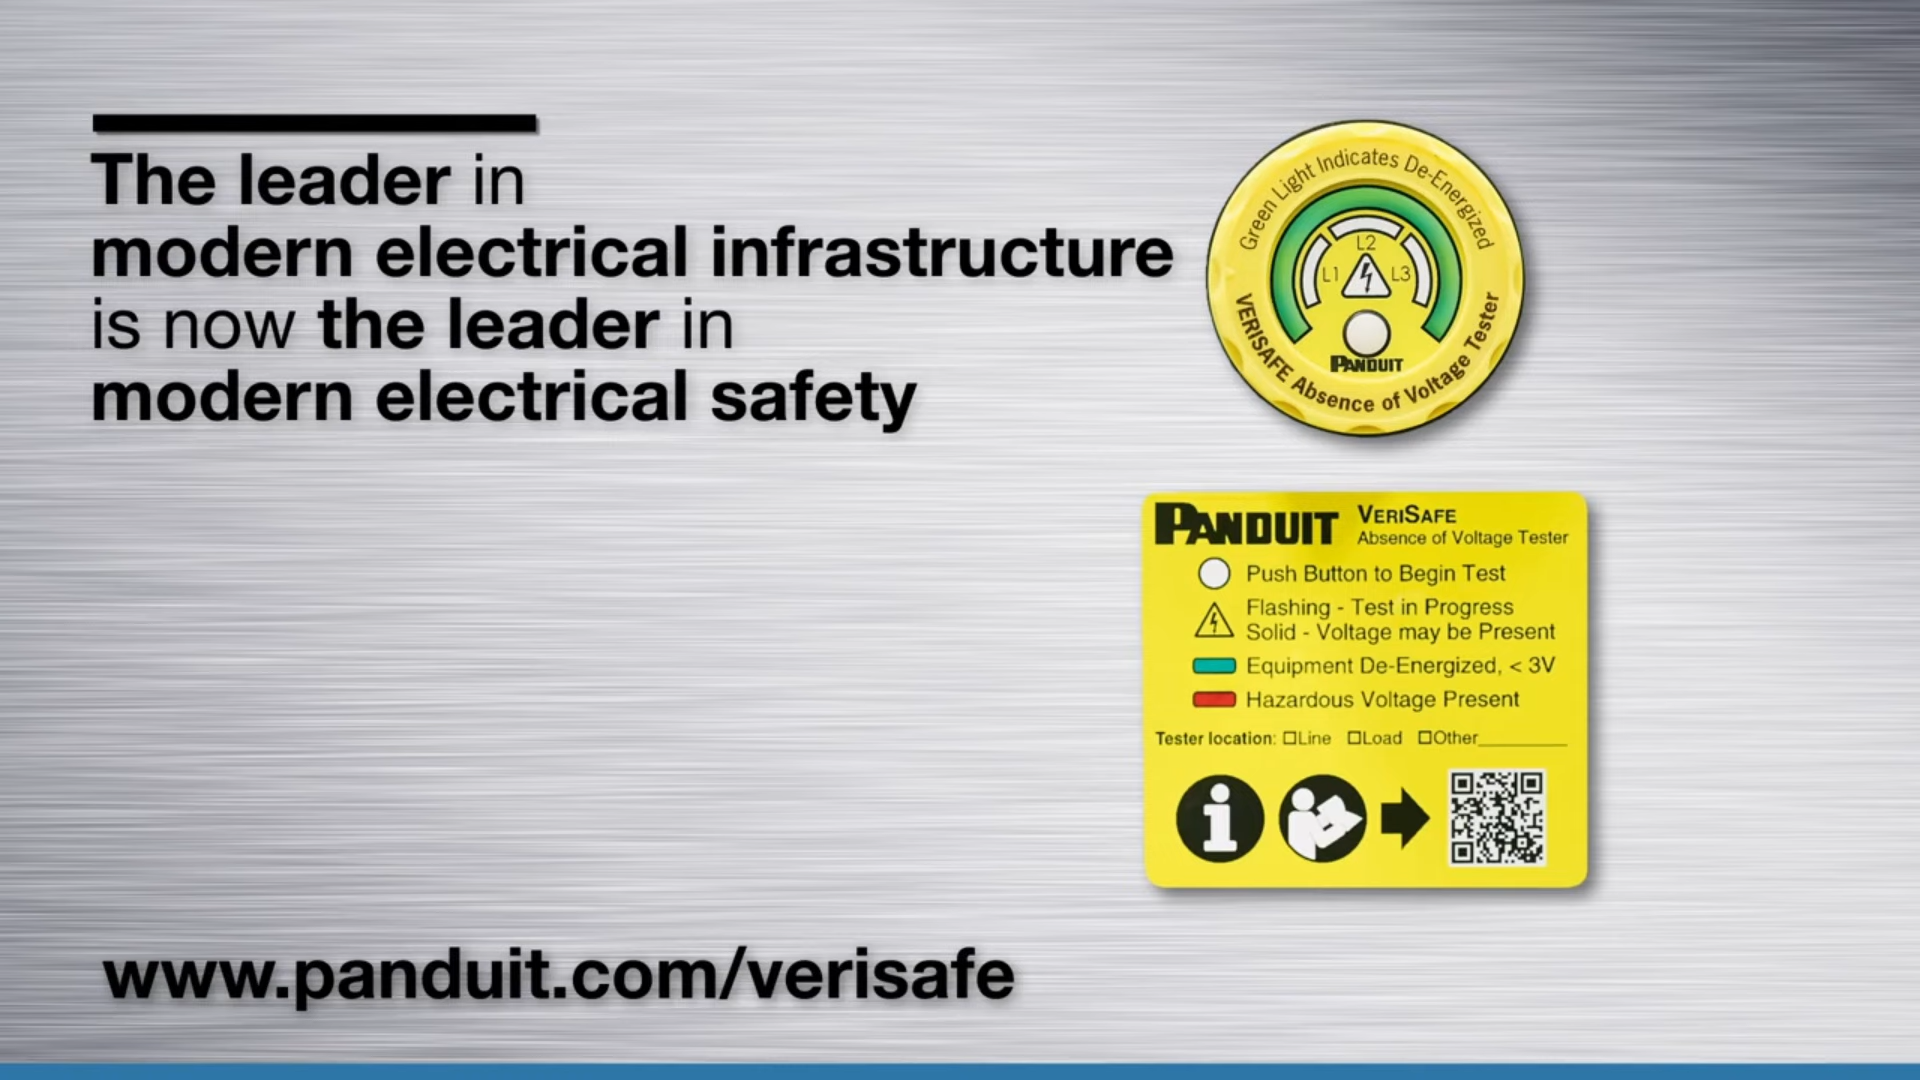 The leader in
modern electrical infrastructure
is now the leader in
modern electrical safety
Green Light Indicates De-Energized
L2
L1
L3
PANDUIT
VERISAFE Absence of Voltage Tester
PANDUIT
VERISAFE
Absence of Voltage Tester
Push Button to Begin Test
Flashing - Test in Progress
Solid - Voltage may be Present
Equipment De-Energized, < 3V
Hazardous Voltage Present
Tester location: □Line □Load □Other________
www.panduit.com/verisafe